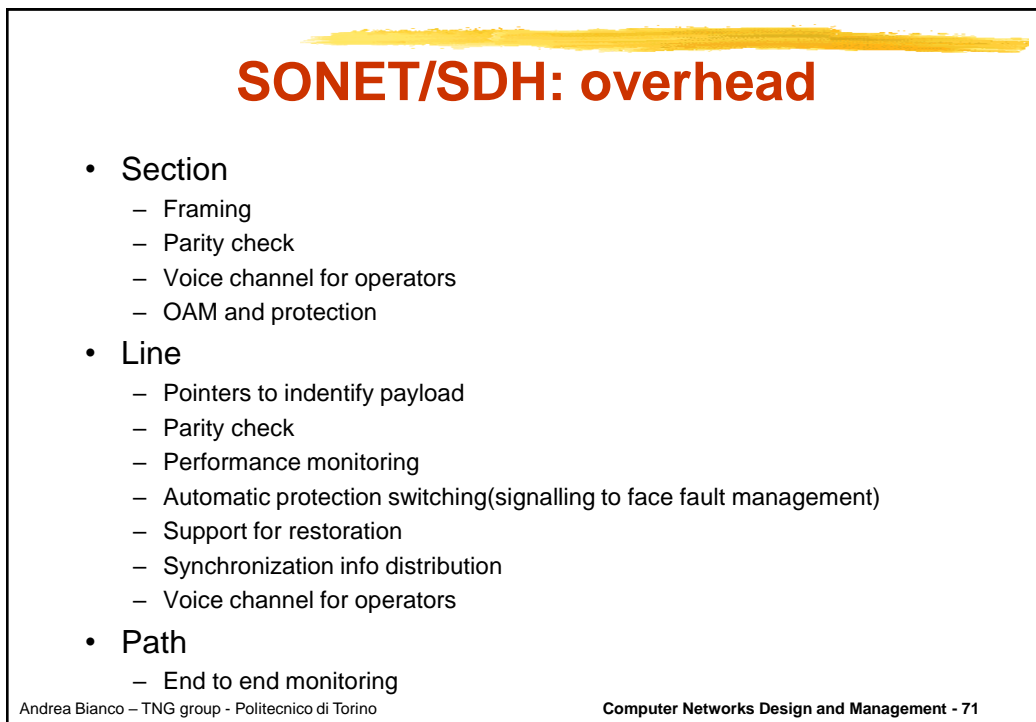 SONET/SDH: overhead
• Section
– Framing
– Parity check
– Voice channel for operators
– OAM and protection
• Line
– Pointers to indentify payload
– Parity check
– Performance monitoring
– Automatic protection switching(signalling to face fault management)
– Support for restoration
– Synchronization info distribution
– Voice channel for operators
• Path
– End to end monitoring
Andrea Bianco – TNG group - Politecnico di Torino
Computer Networks Design and Management - 71